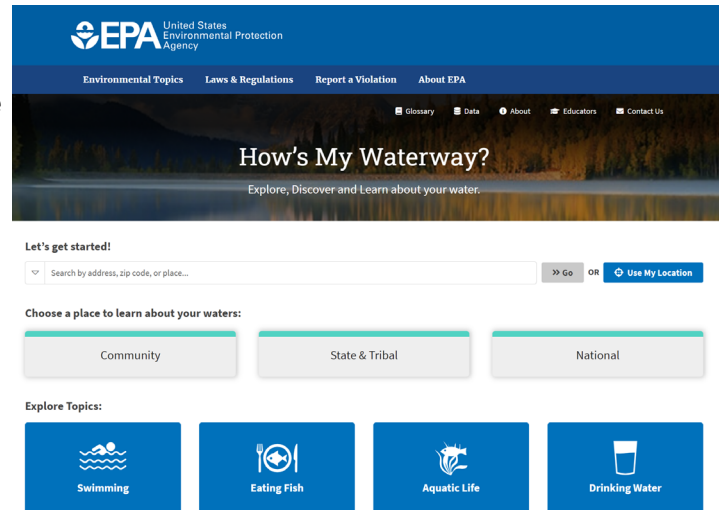 EPA United States
Environmental Protection
Agency
Environmental Topics Laws & Regulations Report a Violation About EPA
Glossary Data About Educators Contact Us
How's My Waterway?
Explore, Discover and Learn about your water.
Let's get started!
Search by address, zip code, or place... Go OR Use My Location
Choose a place to learn about your waters:
Community State & Tribal National
Explore Topics:
Swimming Eating Fish Aquatic Life Drinking Water